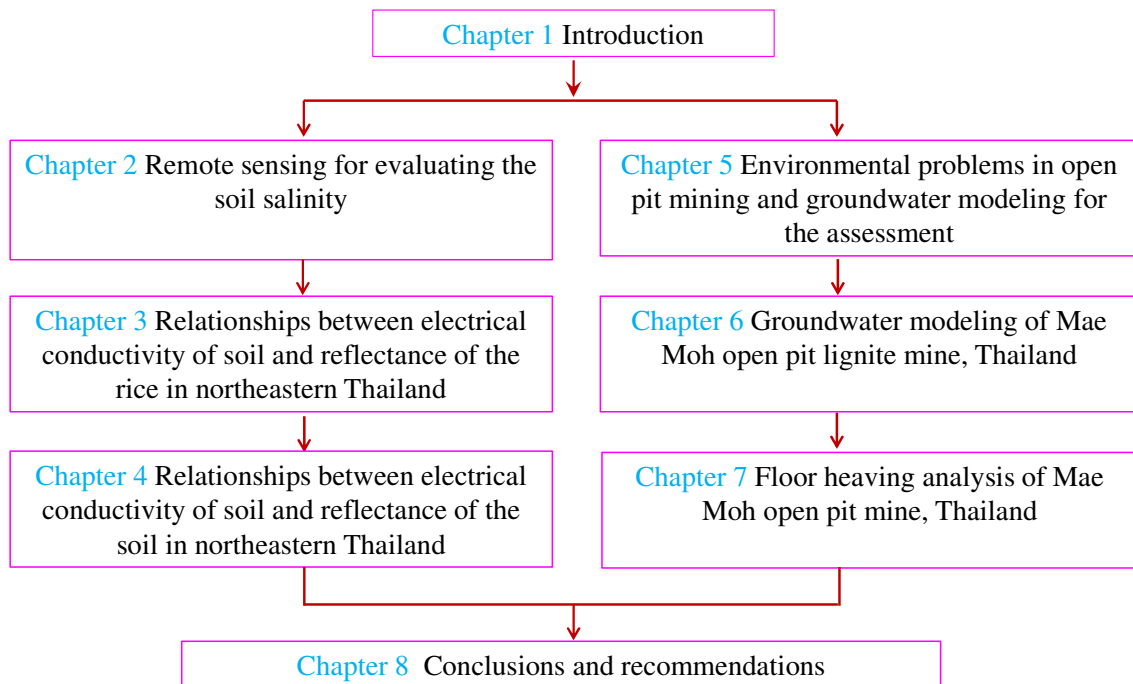 Chapter 1 Introduction
Chapter 2 Remote sensing for evaluating the
soil salinity
Chapter 3 Relationships between electrical
conductivity of soil and reflectance of the
rice in northeastern Thailand
Chapter 4 Relationships between electrical
conductivity of soil and reflectance of the
soil in northeastern Thailand
Chapter 5 Environmental problems in open
pit mining and groundwater modeling for
the assessment
Chapter 6 Groundwater modeling of Mae
Moh open pit lignite mine, Thailand
Chapter 7 Floor heaving analysis of Mae
Moh open pit mine, Thailand
Chapter 8 Conclusions and recommendations